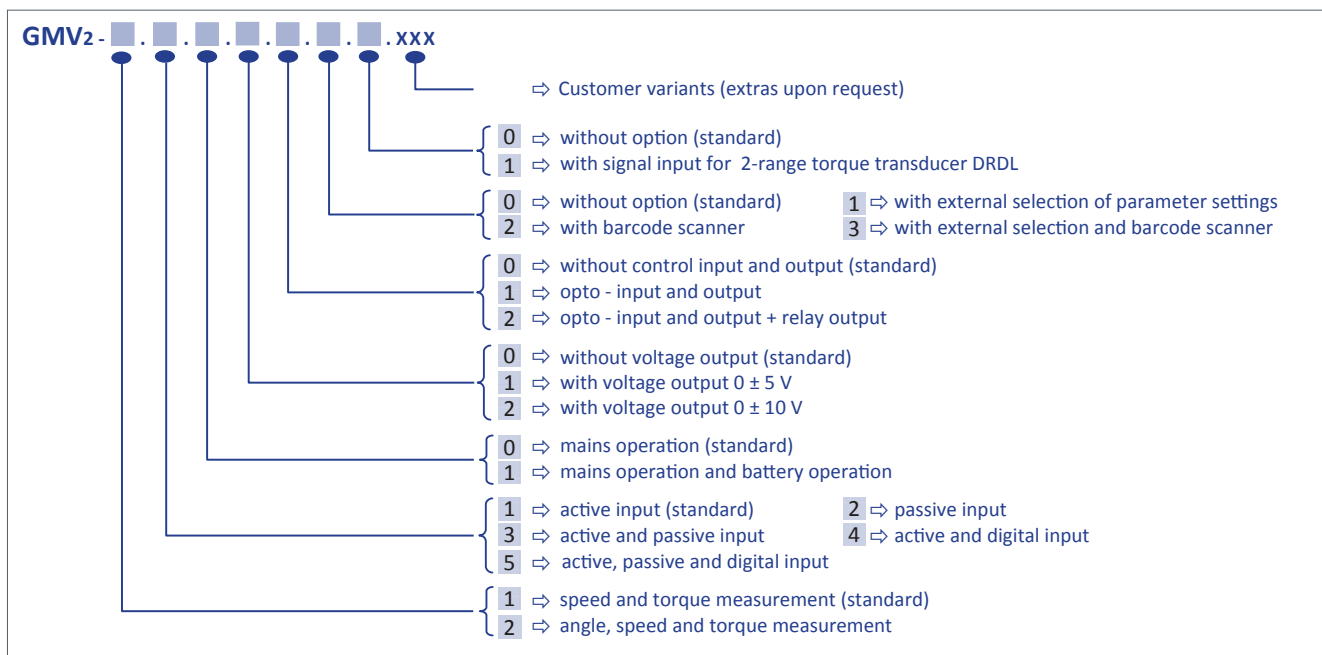 GMV2 - . . . . . . . xxx
⇨ Customer variants (extras upon request)
0 ⇨ without option (standard)
1 ⇨ with signal input for 2-range torque transducer DRDL
0 ⇨ without option (standard) 1 ⇨ with external selection of parameter settings
2 ⇨ with barcode scanner 3 ⇨ with external selection and barcode scanner
0 ⇨ without control input and output (standard)
1 ⇨ opto - input and output
2 ⇨ opto - input and output + relay output
0 ⇨ without voltage output (standard)
1 ⇨ with voltage output 0 ± 5 V
2 ⇨ with voltage output 0 ± 10 V
0 ⇨ mains operation (standard)
1 ⇨ mains operation and battery operation
1 ⇨ active input (standard) 2 ⇨ passive input
3 ⇨ active and passive input 4 ⇨ active and digital input
5 ⇨ active, passive and digital input
1 ⇨ speed and torque measurement (standard)
2 ⇨ angle, speed and torque measurement